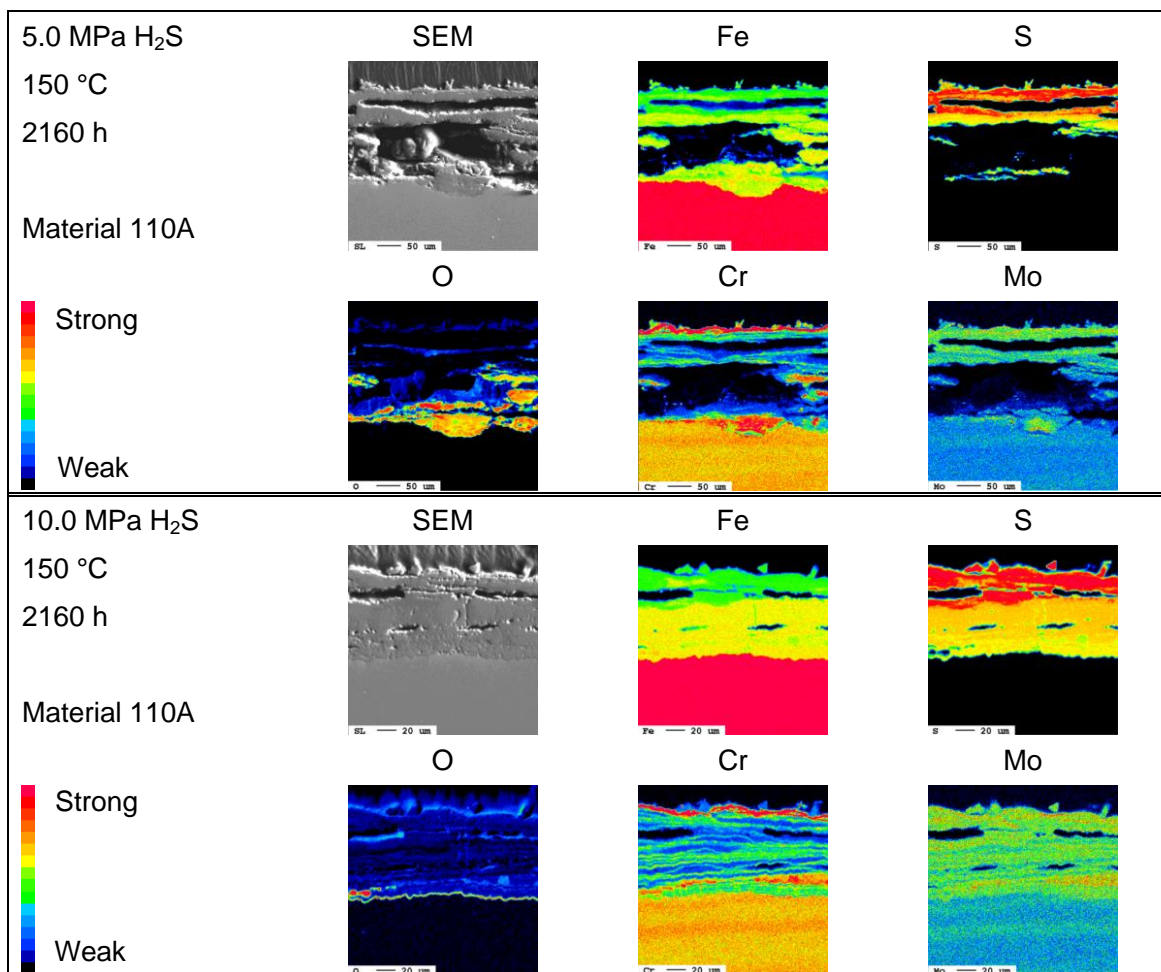 5.0 MPa H₂S
SEM
Fe
S
150 °C
2160 h
Material 110A
SL 50 um
Fe 50 um
S 50 um
O
Cr
Mo
Strong
Weak
O 50 um
Cr 50 um
Mo 50 um
10.0 MPa H₂S
SEM
Fe
S
150 °C
2160 h
Material 110A
SL 20 um
Fe 20 um
S 20 um
O
Cr
Mo
Strong
Weak
O 20 um
Cr 20 um
Mo 20 um